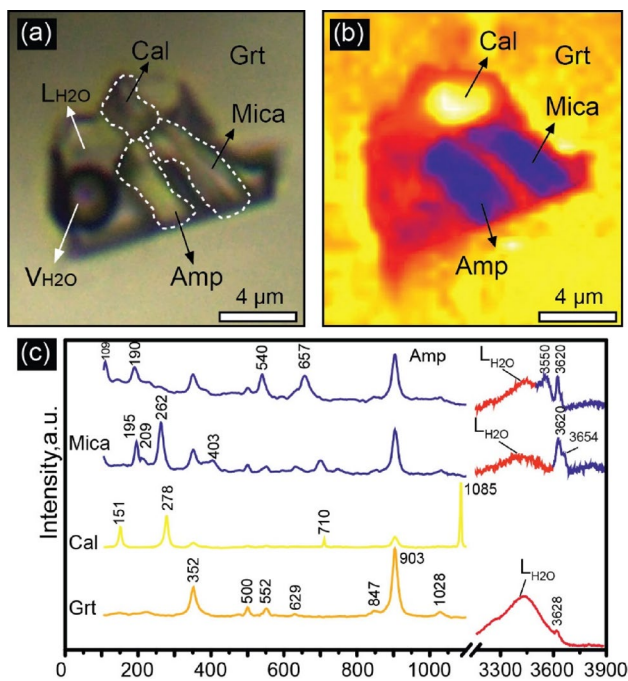 (a)
Cal
Grt
LH2O
Mica
VH2O
Amp
4 µm
(b)
Cal
Grt
Mica
Amp
4 µm
(c)
Intensity,a.u.
109
190
540
657
Amp
LH2O
3550
3620
Mica
195
209
262
403
LH2O
3620
3654
Cal
151
278
710
1085
Grt
352
500
552
629
847
903
1028
LH2O
3628
0 200 400 600 800 1000 3300 3600 3900